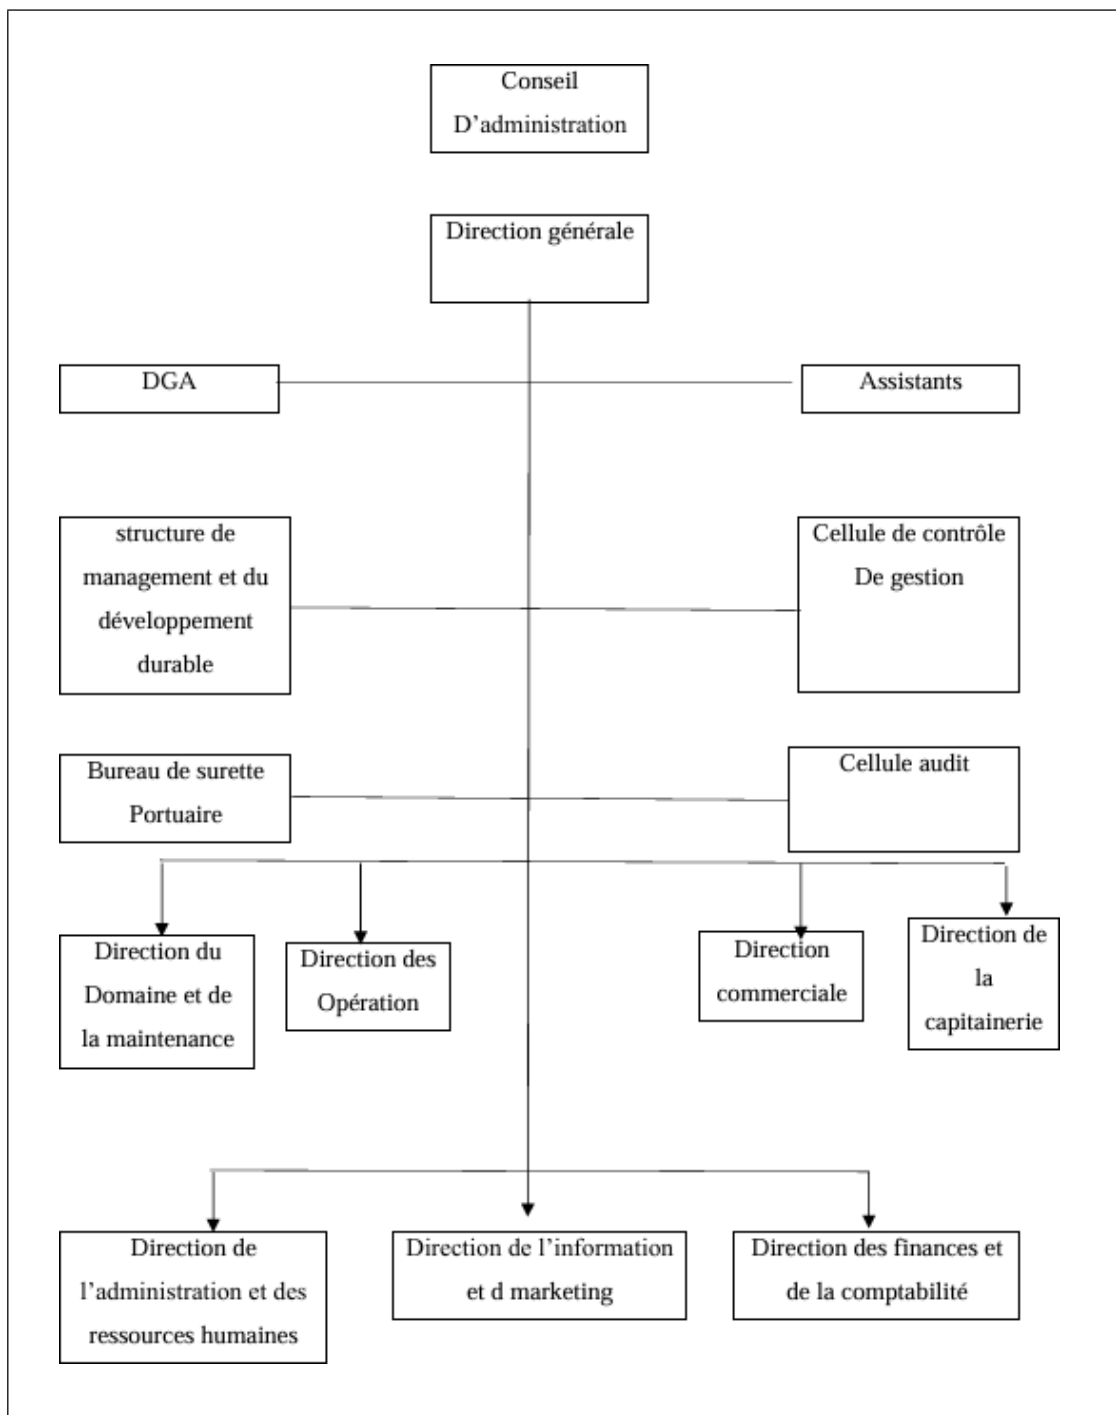 Conseil
D’administration
Direction générale
DGA
Assistants
structure de
management et du
développement
durable
Cellule de contrôle
De gestion
Bureau de surette
Portuaire
Cellule audit
Direction du
Domaine et de
la maintenance
Direction des
Opération
Direction
commerciale
Direction de
la
capitainerie
Direction de
l’administration et des
ressources humaines
Direction de l’information
et d marketing
Direction des finances et
de la comptabilité